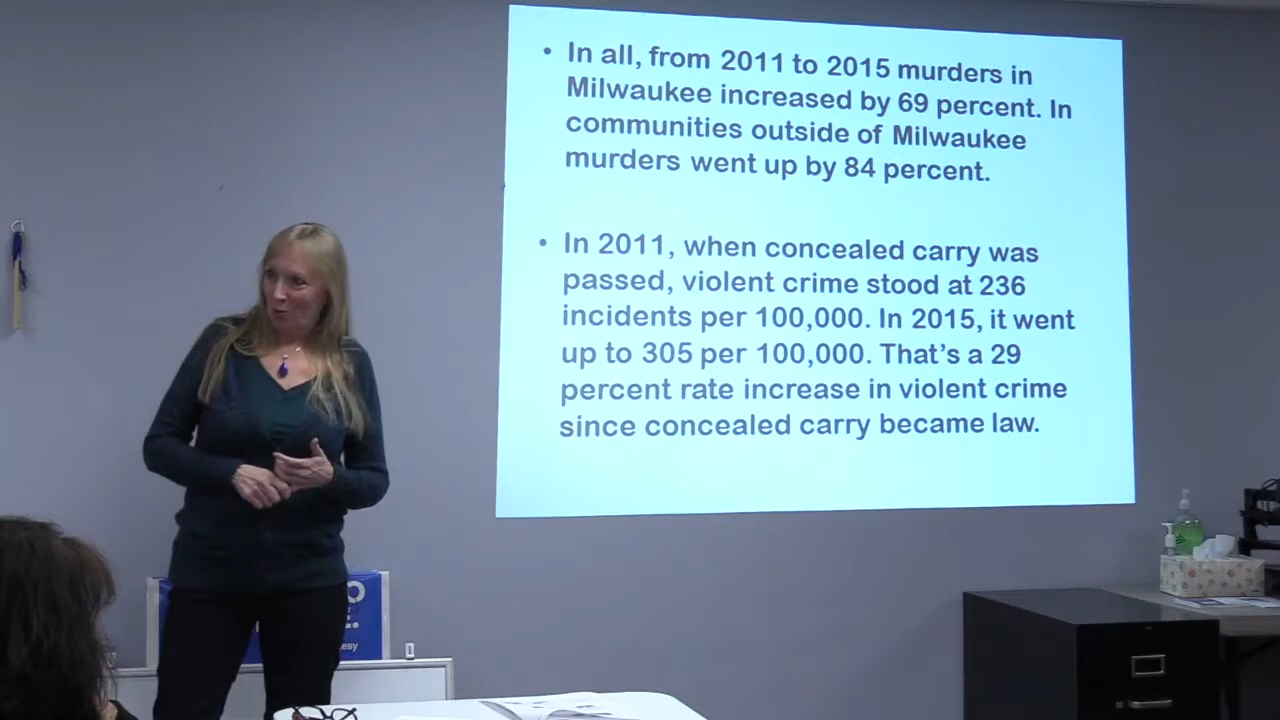 • In all, from 2011 to 2015 murders in
Milwaukee increased by 69 percent. In
communities outside of Milwaukee
murders went up by 84 percent.
• In 2011, when concealed carry was
passed, violent crime stood at 236
incidents per 100,000. In 2015, it went
up to 305 per 100,000. That's a 29
percent rate increase in violent crime
since concealed carry became law.